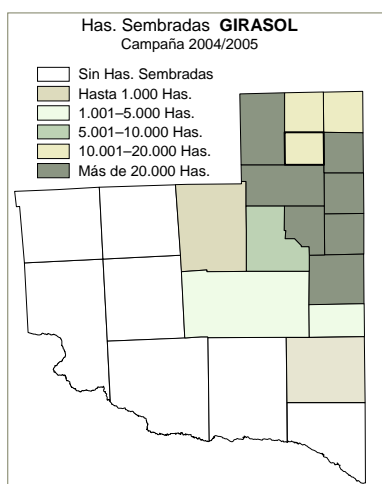 Has. Sembradas GIRASOL
Campaña 2004/2005
Sin Has. Sembradas
Hasta 1.000 Has.
1.001–5.000 Has.
5.001–10.000 Has.
10.001–20.000 Has.
Más de 20.000 Has.